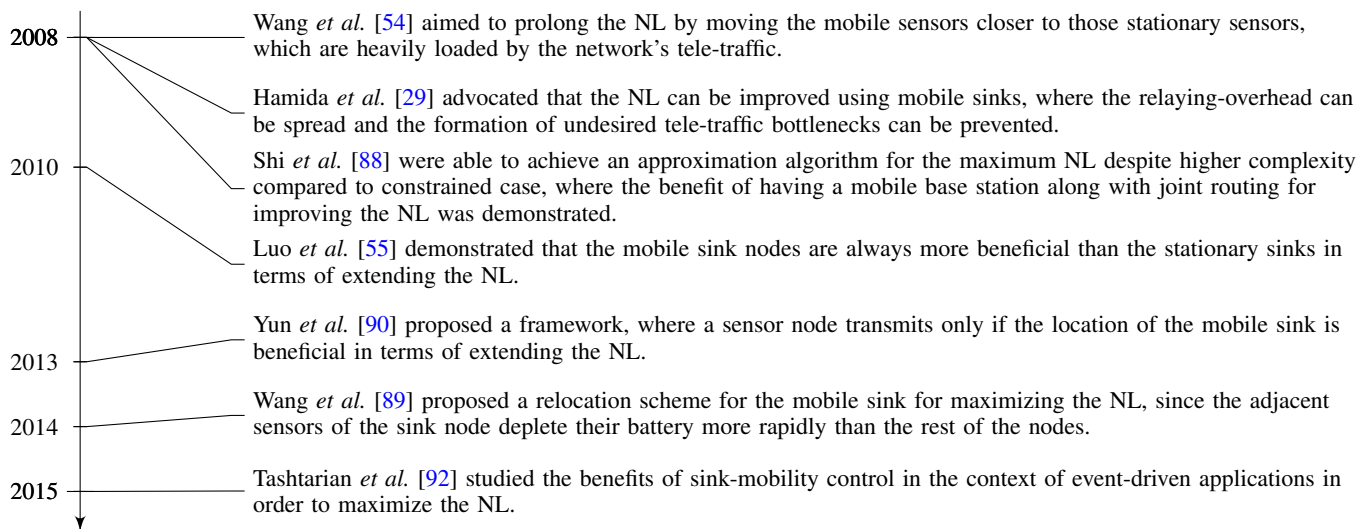 2008
Wang et al. [54] aimed to prolong the NL by moving the mobile sensors closer to those stationary sensors,
which are heavily loaded by the network's tele-traffic.
Hamida et al. [29] advocated that the NL can be improved using mobile sinks, where the relaying-overhead can
be spread and the formation of undesired tele-traffic bottlenecks can be prevented.
Shi et al. [88] were able to achieve an approximation algorithm for the maximum NL despite higher complexity
compared to constrained case, where the benefit of having a mobile base station along with joint routing for
improving the NL was demonstrated.
2010
Luo et al. [55] demonstrated that the mobile sink nodes are always more beneficial than the stationary sinks in
terms of extending the NL.
2013
Yun et al. [90] proposed a framework, where a sensor node transmits only if the location of the mobile sink is
beneficial in terms of extending the NL.
2014
Wang et al. [89] proposed a relocation scheme for the mobile sink for maximizing the NL, since the adjacent
sensors of the sink node deplete their battery more rapidly than the rest of the nodes.
2015
Tashtarian et al. [92] studied the benefits of sink-mobility control in the context of event-driven applications in
order to maximize the NL.